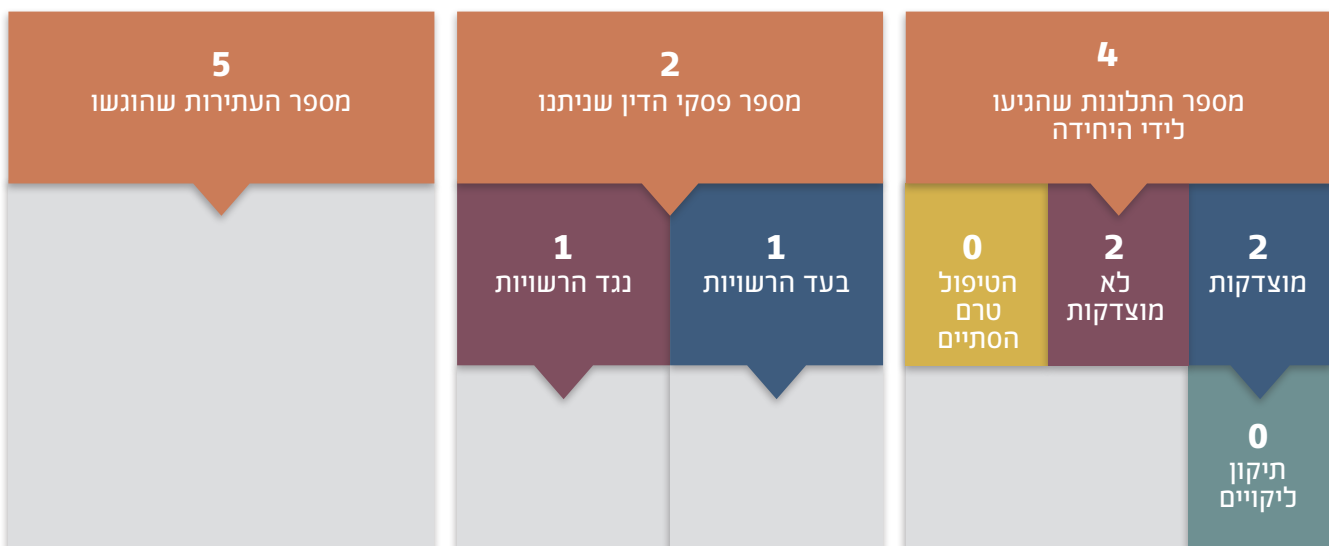 4
מספר התלונות שהגיעו
לידי היחידה
2
מוצדקות
2
לא
מוצדקות
0
הטיפול
טרם
הסתיים
0
תיקון
ליקויים
2
מספר פסקי הדין שניתנו
1
בעד הרשויות
1
נגד הרשויות
5
מספר העתירות שהוגשו